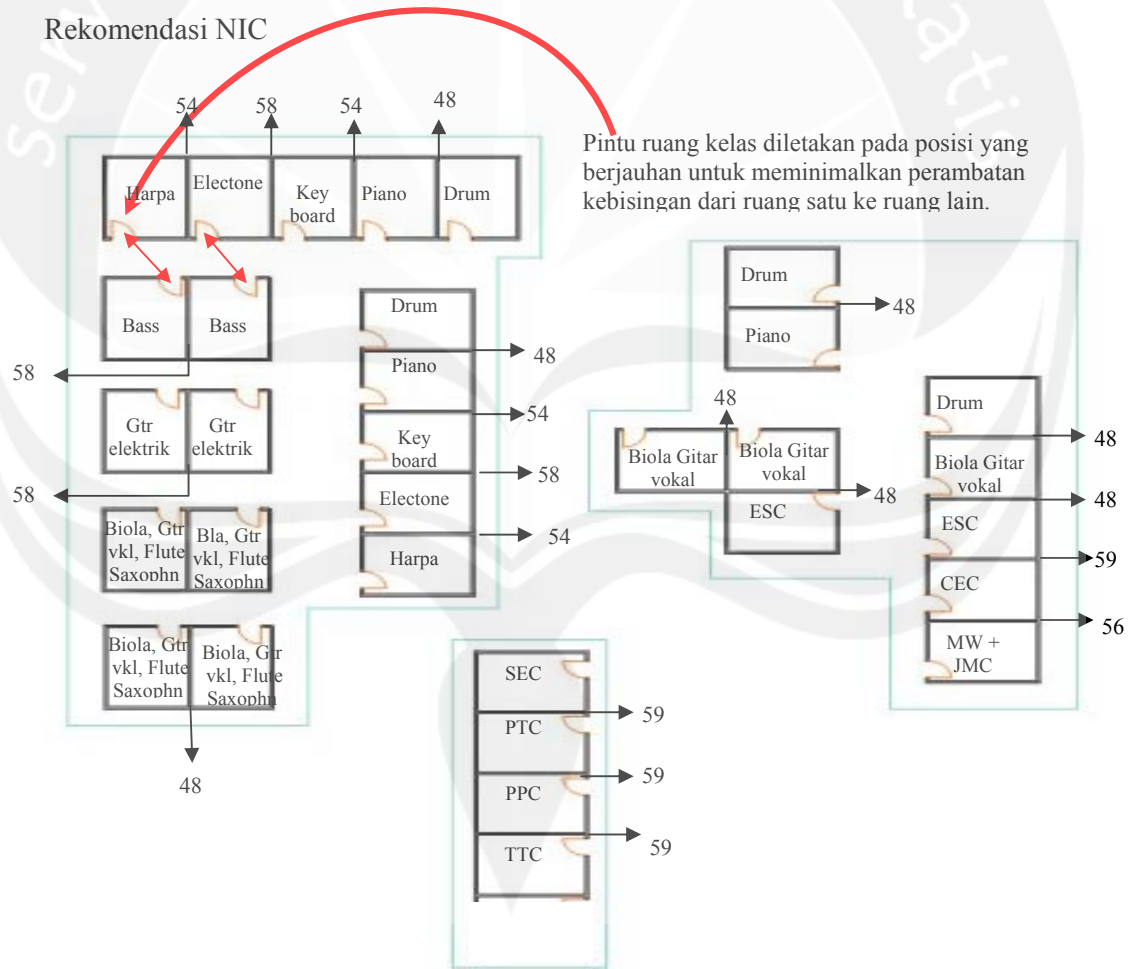 Rekomendasi NIC
54
58
54
48
Pintu ruang kelas diletakan pada posisi yang
berjauhan untuk meminimalkan perambatan
kebisingan dari ruang satu ke ruang lain.
Harpa
Electone
Key
board
Piano
Drum
Bass
Bass
58
Gtr
elektrik
Gtr
elektrik
58
Biola, Gtr
vkl, Flute
Saxophn
Bla, Gtr
vkl, Flute
Saxophn
Biola, Gtr
vkl, Flute
Saxophn
Biola, Gtr
vkl, Flute
Saxophn
48
Drum
48
Piano
54
Key
board
58
Electone
54
Harpa
Drum
48
Piano
48
Biola Gitar
vokal
Biola Gitar
vokal
48
ESC
Drum
48
Biola Gitar
vokal
48
ESC
59
CEC
56
MW +
JMC
SEC
59
PTC
59
PPC
59
TTC